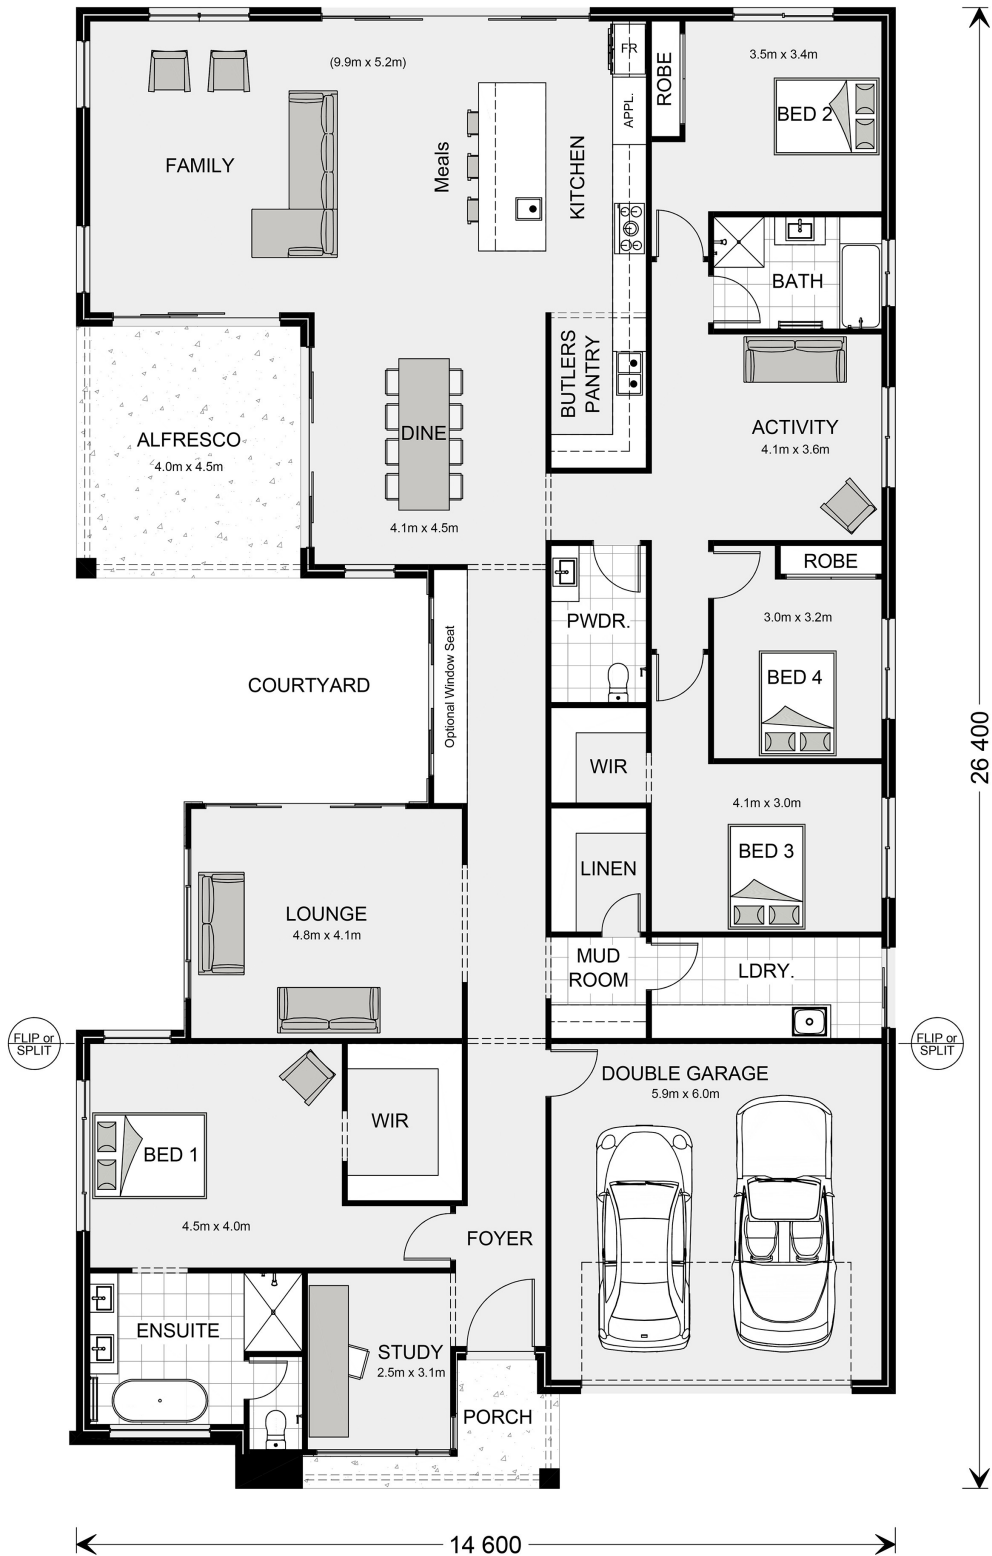 (9.9m x 5.2m)
FR
ROBE
3.5m x 3.4m
APPL.
BED 2
FAMILY
Meals
KITCHEN
BATH
BUTLERS
PANTRY
ALFRESCO
4.0m x 4.5m
DINE
ACTIVITY
4.1m x 3.6m
4.1m x 4.5m
ROBE
PWDR.
3.0m x 3.2m
BED 4
COURTYARD
Optional Window Seat
WIR
26 400
4.1m x 3.0m
BED 3
LINEN
LOUNGE
4.8m x 4.1m
MUD
ROOM
LDRY.
FLIP or
SPLIT
FLIP or
SPLIT
DOUBLE GARAGE
5.9m x 6.0m
WIR
BED 1
4.5m x 4.0m
FOYER
ENSUITE
STUDY
2.5m x 3.1m
PORCH
14 600